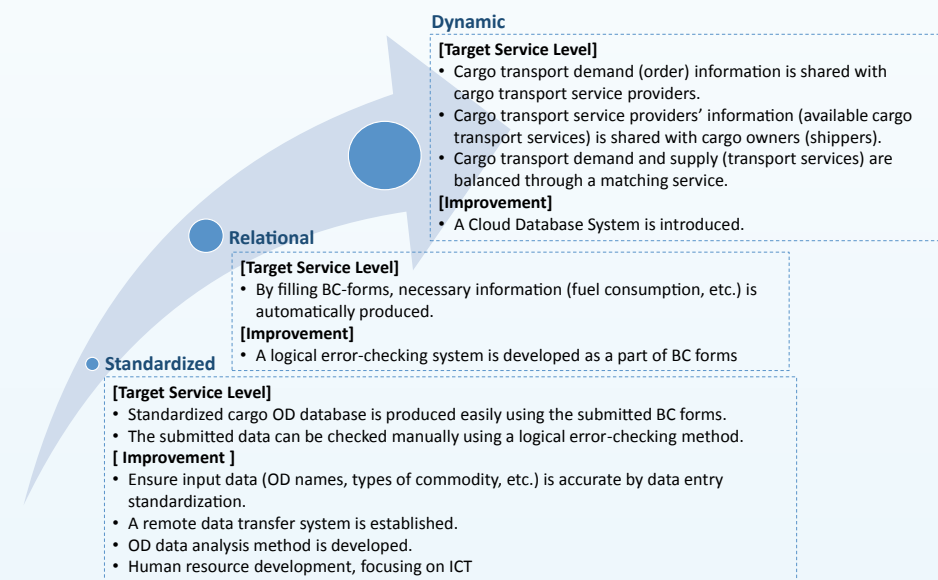 Dynamic
[Target Service Level]
• Cargo transport demand (order) information is shared with
cargo transport service providers.
• Cargo transport service providers' information (available cargo
transport services) is shared with cargo owners (shippers).
• Cargo transport demand and supply (transport services) are
balanced through a matching service.
[Improvement]
• A Cloud Database System is introduced.
Relational
[Target Service Level]
• By filling BC-forms, necessary information (fuel consumption, etc.) is
automatically produced.
[Improvement]
• A logical error-checking system is developed as a part of BC forms
Standardized
[Target Service Level]
• Standardized cargo OD database is produced easily using the submitted BC forms.
• The submitted data can be checked manually using a logical error-checking method.
[ Improvement ]
• Ensure input data (OD names, types of commodity, etc.) is accurate by data entry
standardization.
• A remote data transfer system is established.
• OD data analysis method is developed.
• Human resource development, focusing on ICT